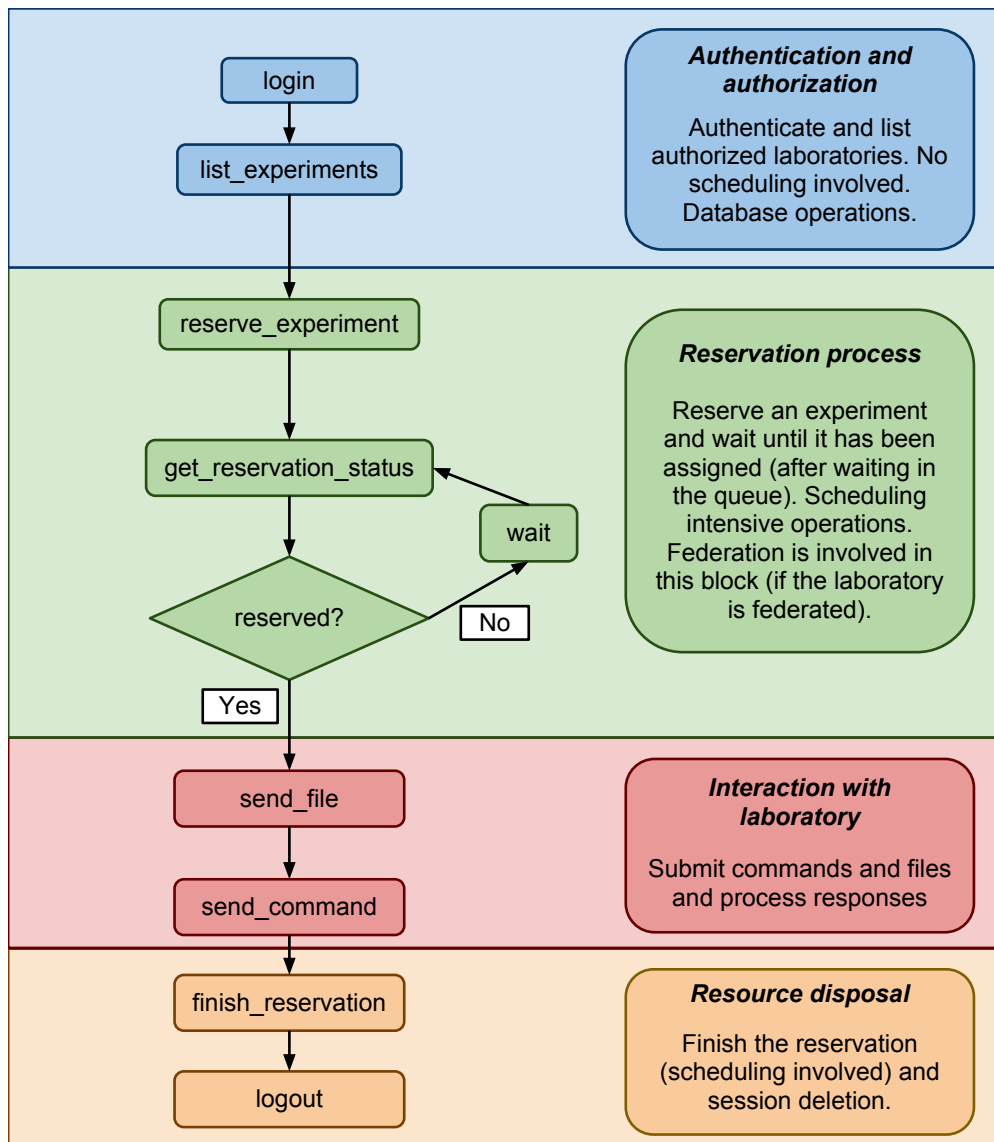 login
list_experiments
Authentication and
authorization
Authenticate and list
authorized laboratories. No
scheduling involved.
Database operations.
reserve_experiment
get_reservation_status
wait
reserved?
No
Yes
Reservation process
Reserve an experiment
and wait until it has been
assigned (after waiting in
the queue). Scheduling
intensive operations.
Federation is involved in
this block (if the laboratory
is federated).
send_file
send_command
Interaction with
laboratory
Submit commands and files
and process responses
finish_reservation
logout
Resource disposal
Finish the reservation
(scheduling involved) and
session deletion.